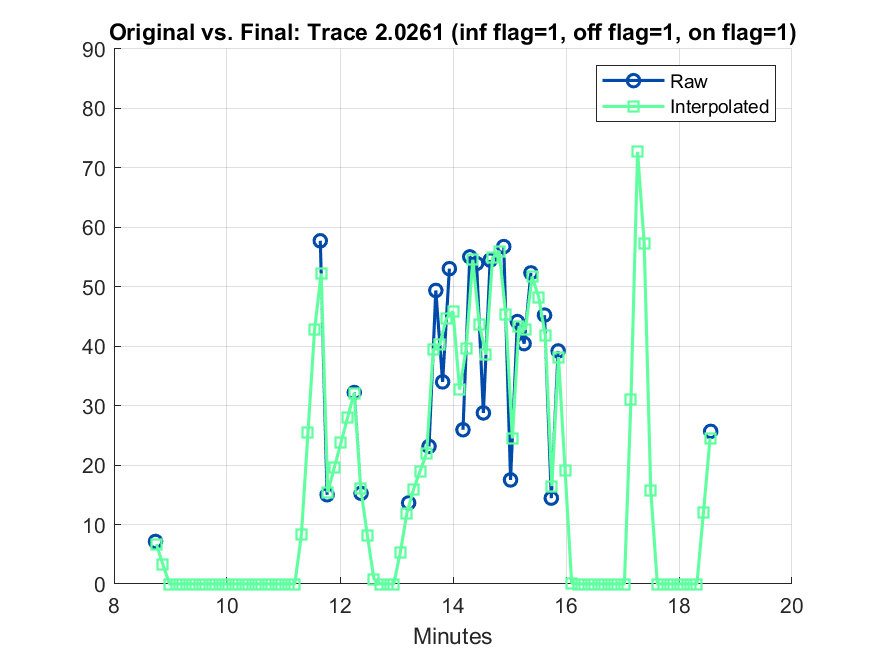 Original vs. Final: Trace 2.0261 (inf flag=1, off flag=1, on flag=1)
90
80
70
60
50
40
30
20
10
0
Raw
Interpolated
8 10 12 14 16 18 20
Minutes